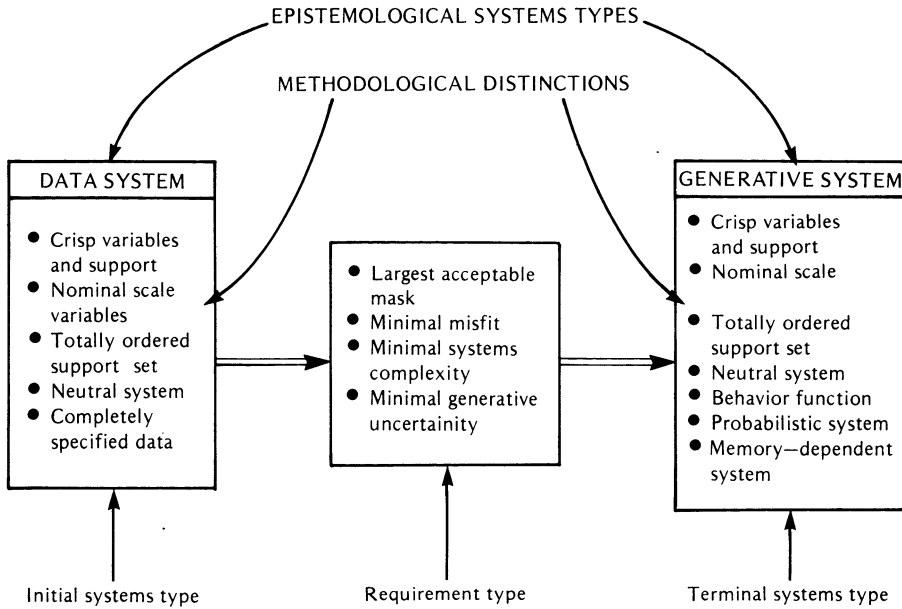 EPISTEMOLOGICAL SYSTEMS TYPES
METHODOLOGICAL DISTINCTIONS
DATA SYSTEM
● Crisp variables
and support
● Nominal scale
variables
● Totally ordered
support set
● Neutral system
● Completely
specified data
● Largest acceptable
mask
● Minimal misfit
● Minimal systems
complexity
● Minimal generative
uncertainity
GENERATIVE SYSTEM
● Crisp variables
and support
● Nominal scale
● Totally ordered
support set
● Neutral system
● Behavior function
● Probabilistic system
● Memory—dependent
system
Initial systems type
Requirement type
Terminal systems type